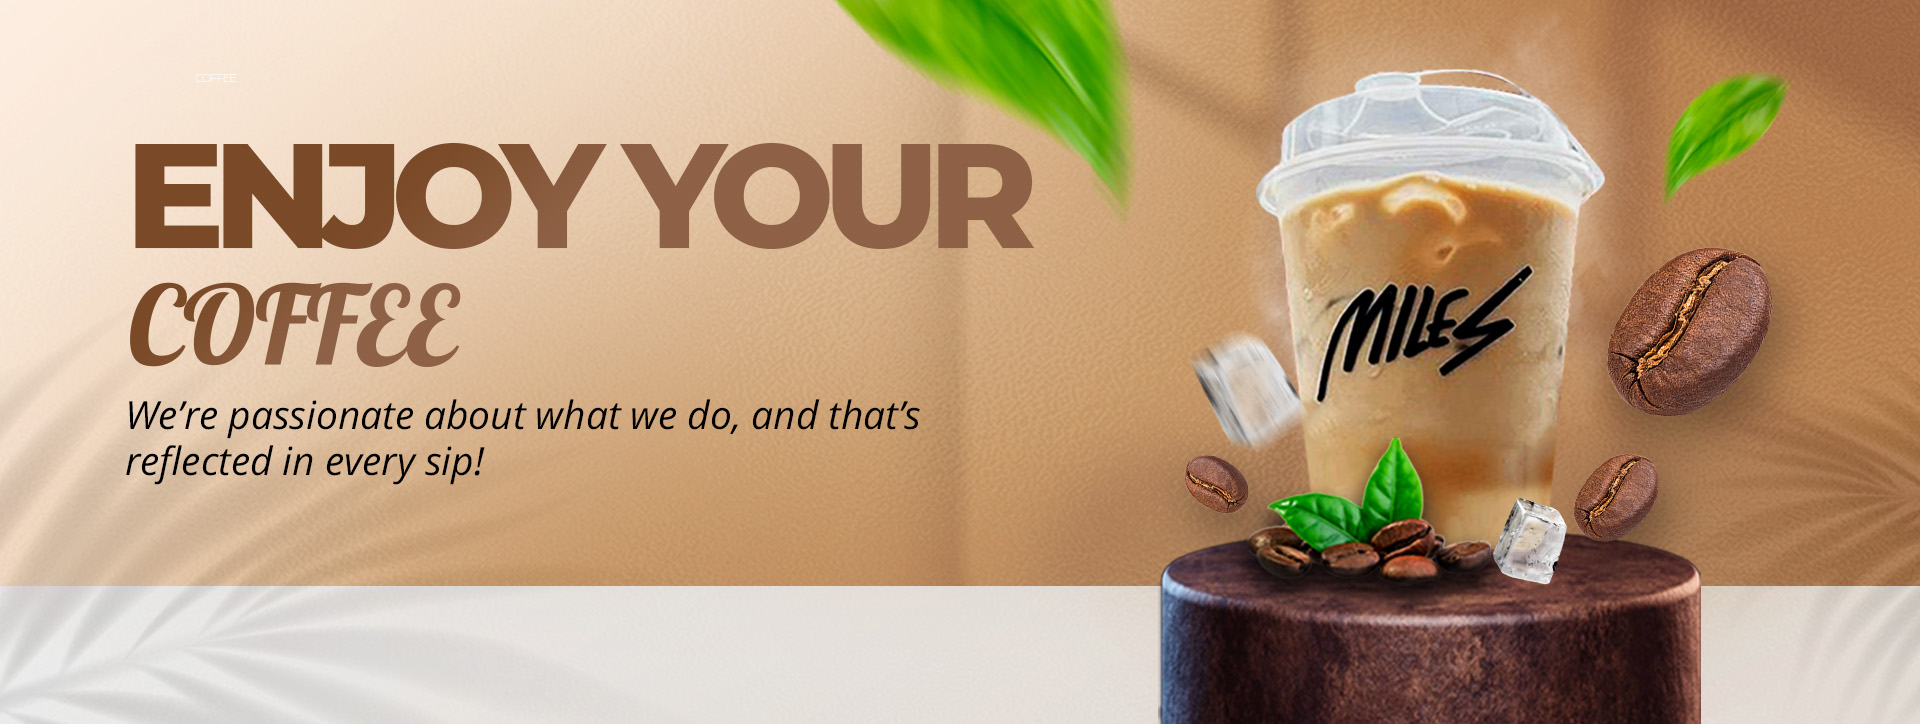 COFFEE
ENJOY YOUR
COFFEE
We’re passionate about what we do, and that’s
reflected in every sip!
MILES